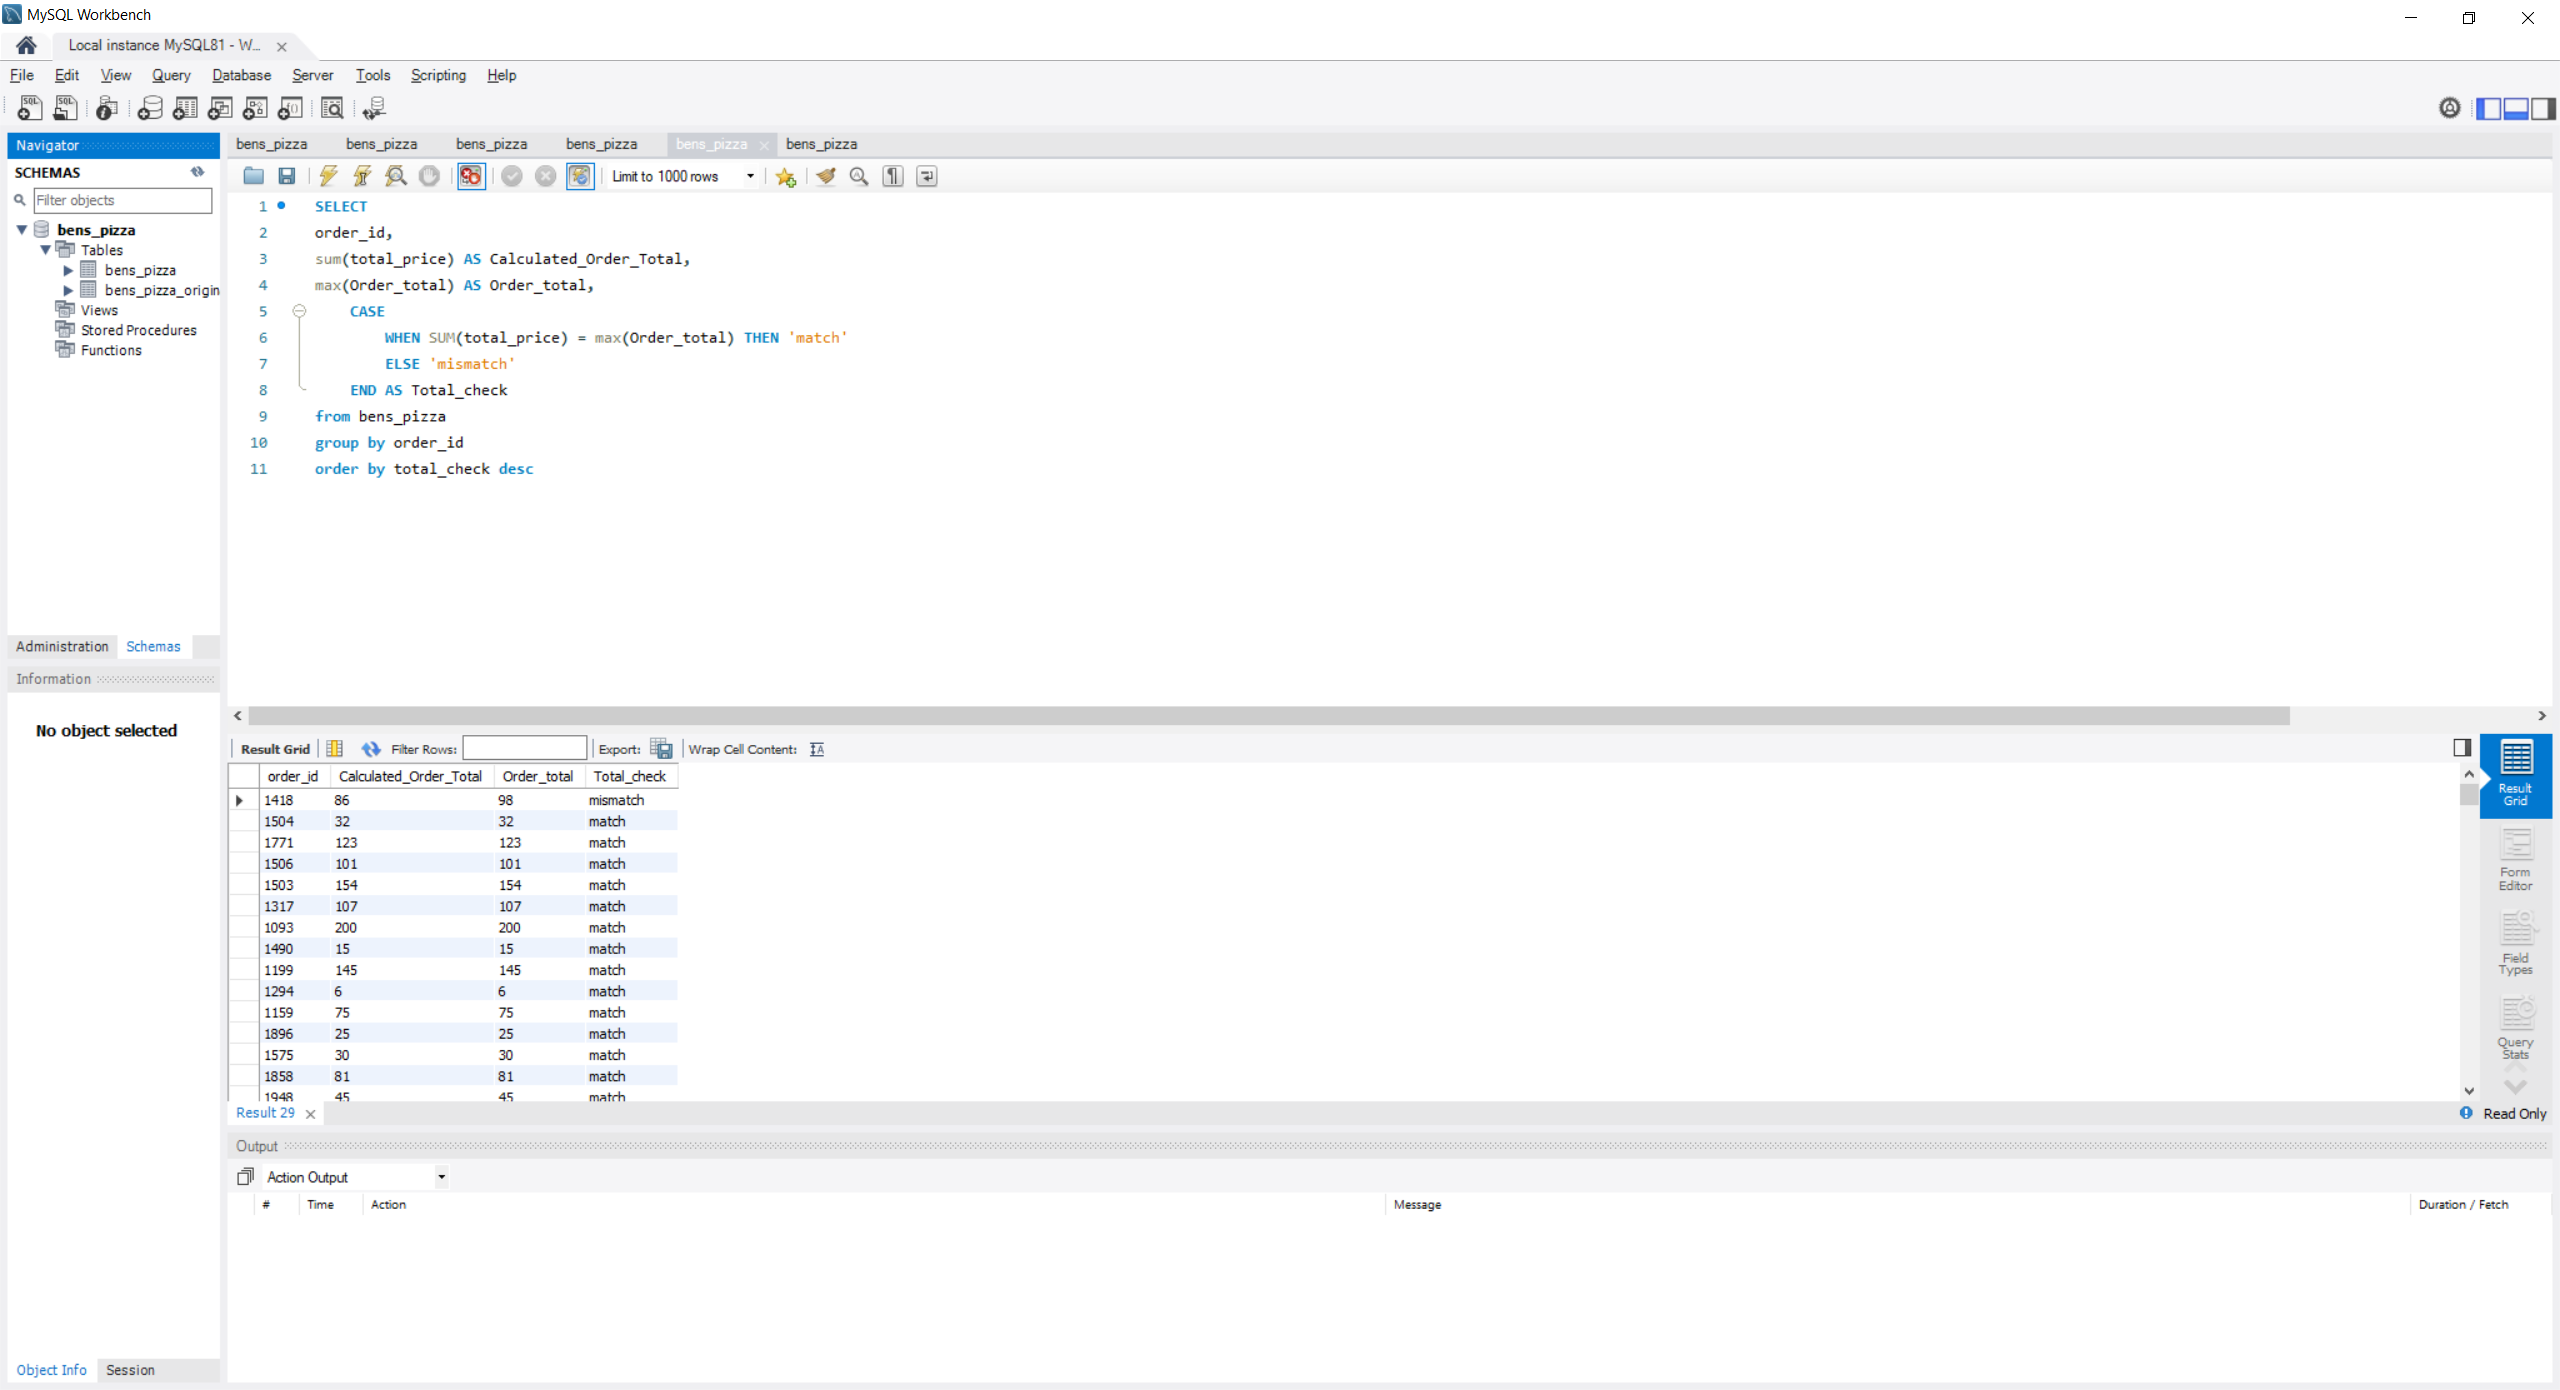 MySQL Workbench
Local instance MySQL81 - W...
File Edit View Query Database Server Tools Scripting Help
Navigator
SCHEMAS
Filter objects
bens_pizza
Tables
bens_pizza
bens_pizza_origin
Views
Stored Procedures
Functions
Administration Schemas
Information
No object selected
Object Info Session
bens_pizza bens_pizza bens_pizza bens_pizza bens_pizza bens_pizza
Limit to 1000 rows
1 SELECT
2 order_id,
3 sum(total_price) AS Calculated_Order_Total,
4 max(Order_total) AS Order_total,
5 CASE
6 WHEN SUM(total_price) = max(Order_total) THEN 'match'
7 ELSE 'mismatch'
8 END AS Total_check
9 from bens_pizza
10 group by order_id
11 order by total_check desc
Result Grid Filter Rows: Export: Wrap Cell Content:
order_id Calculated_Order_Total Order_total Total_check
1418 86 98 mismatch
1504 32 32 match
1771 123 123 match
1506 101 101 match
1503 154 154 match
1317 107 107 match
1093 200 200 match
1490 15 15 match
1199 145 145 match
1294 6 6 match
1159 75 75 match
1896 25 25 match
1575 30 30 match
1858 81 81 match
1948 45 45 match
Result Grid
Form Editor
Field Types
Query Stats
Result 29
Read Only
Output
Action Output
# Time Action Message Duration / Fetch